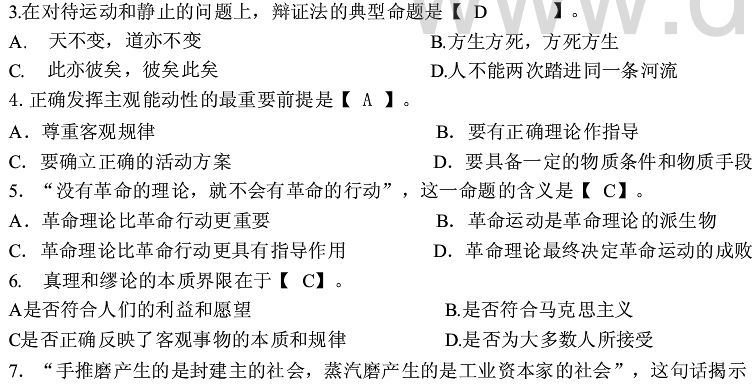 3.在对待运动和静止的问题上，辩证法的典型命题是【 D 】。
A. 天不变，道亦不变 B.方生方死，方死方生
C. 此亦彼矣，彼矣此矣 D.人不能两次踏进同一条河流
4. 正确发挥主观能动性的最重要前提是【 A 】。
A．尊重客观规律 B．要有正确理论作指导
C．要确立正确的活动方案 D．要具备一定的物质条件和物质手段
5．“没有革命的理论，就不会有革命的行动”，这一命题的含义是【 C】。
A．革命理论比革命行动更重要 B．革命运动是革命理论的派生物
C．革命理论比革命行动更具有指导作用 D．革命理论最终决定革命运动的成败
6. 真理和缪论的本质界限在于【 C】。
A是否符合人们的利益和愿望 B.是否符合马克思主义
C是否正确反映了客观事物的本质和规律 D.是否为大多数人所接受
7．“手推磨产生的是封建主的社会，蒸汽磨产生的是工业资本家的社会”，这句话揭示